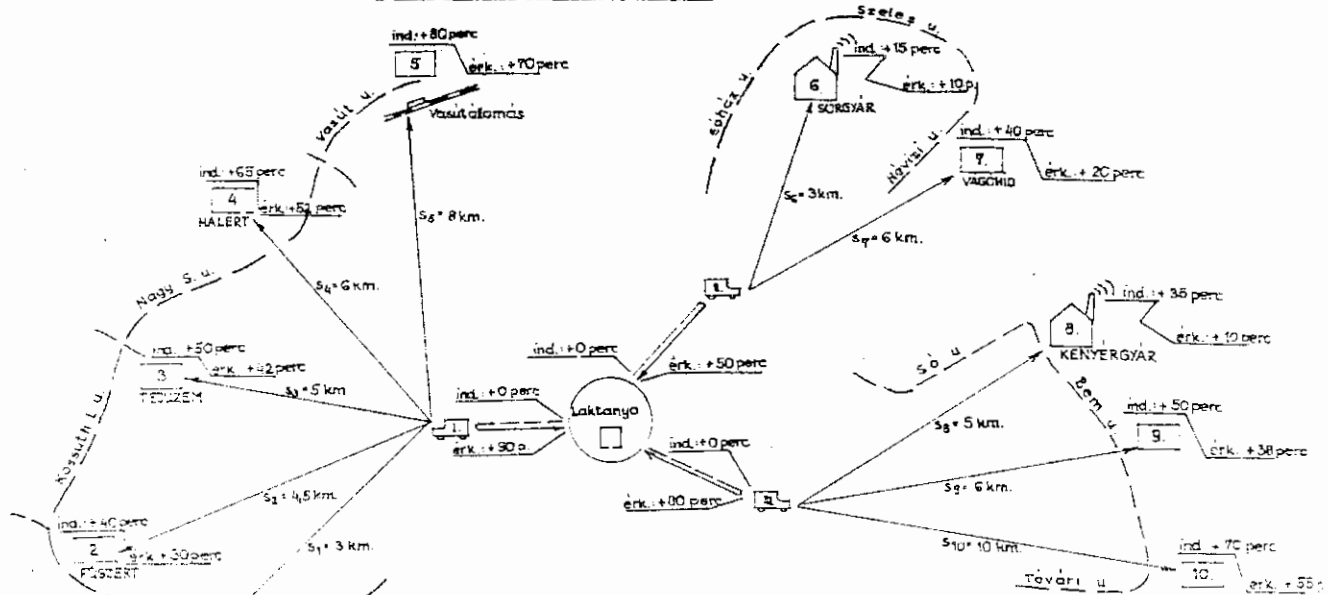 Szelez u.
ind.: +80 perc
5
érk.: +70 perc
Vasútállomás
Vasút u.
ind.: +15 perc
6.
érk.: +10 p.
SÖRGYÁR
Névizi u.
ind.: +40 perc
7.
érk.: +20 perc
VAGOHID
ind.: +65 perc
4
érk.: +52 perc
HALÉRT
S5= 8 km.
S6= 3 km.
S7= 6 km.
S4= 6 km.
Nagy S. u.
ind.: +35 perc
8.
érk.: +10 perc
KENYÉRGYÁR
Só u
Bem u.
ind.: +0 perc
érk.: +50 perc
ind.: +50 perc
3
érk.: +42 perc
TEJÜZEM
S3= 5 km
ind.: +0 perc
Laktanya
1.
érk.: +90 p.
ind.: +0 perc
érk.: +80 perc
S8= 5 km.
ind.: +50 perc
9.
érk.: +38 perc
S9= 6 km.
Kossuth L u.
S2= 4,5 km.
S1= 3 km.
ind.: +40 perc
2
érk.: +30 perc
FŰSZÉRT
S10= 10 km.
ind. +70 perc
10.
érk. +55 p
Tóvári u